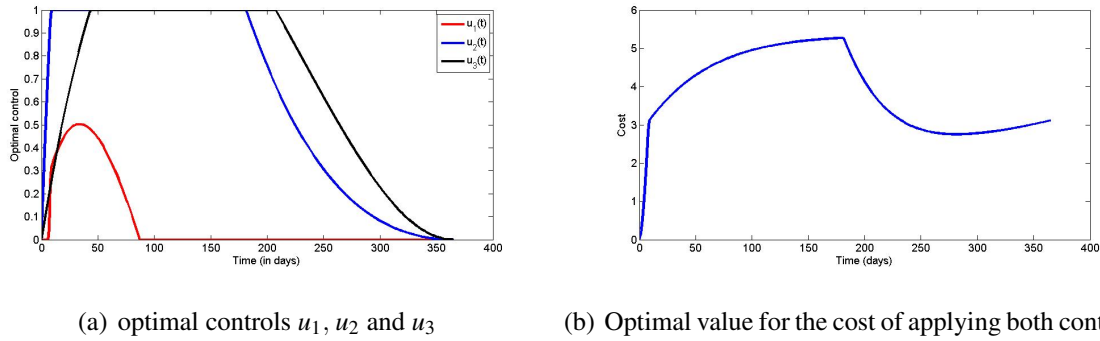 1
0.9
0.8
0.7
0.6
0.5
0.4
0.3
0.2
0.1
0
Optimal control
0 50 100 150 200 250 300 350 400
Time (in days)
u1(t)
u2(t)
u3(t)
6
5
4
3
2
1
0
Cost
0 50 100 150 200 250 300 350 400
Time (days)
(a) optimal controls u1, u2 and u3
(b) Optimal value for the cost of applying both cont